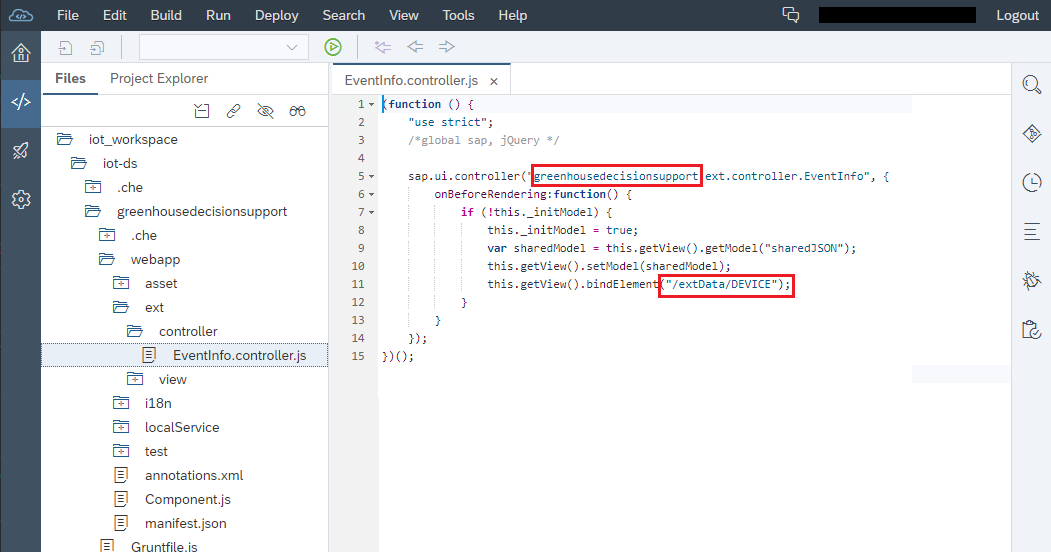 File Edit Build Run Deploy Search View Tools Help Logout
Files Project Explorer
EventInfo.controller.js ×
iot_workspace
iot-ds
.che
greenhousedecisionsupport
.che
webapp
asset
ext
controller
EventInfo.controller.js
view
i18n
localService
test
annotations.xml
Component.js
manifest.json
Gruntfile.js
1 (function () {
2 "use strict";
3 /*global sap, jQuery */
4
5 sap.ui.controller("greenhousedecisionsupport.ext.controller.EventInfo", {
6 onBeforeRendering:function() {
7 if (!this._initModel) {
8 this._initModel = true;
9 var sharedModel = this.getView().getModel("sharedJSON");
10 this.getView().setModel(sharedModel);
11 this.getView().bindElement("/extData/DEVICE");
12 }
13 }
14 });
15 })();